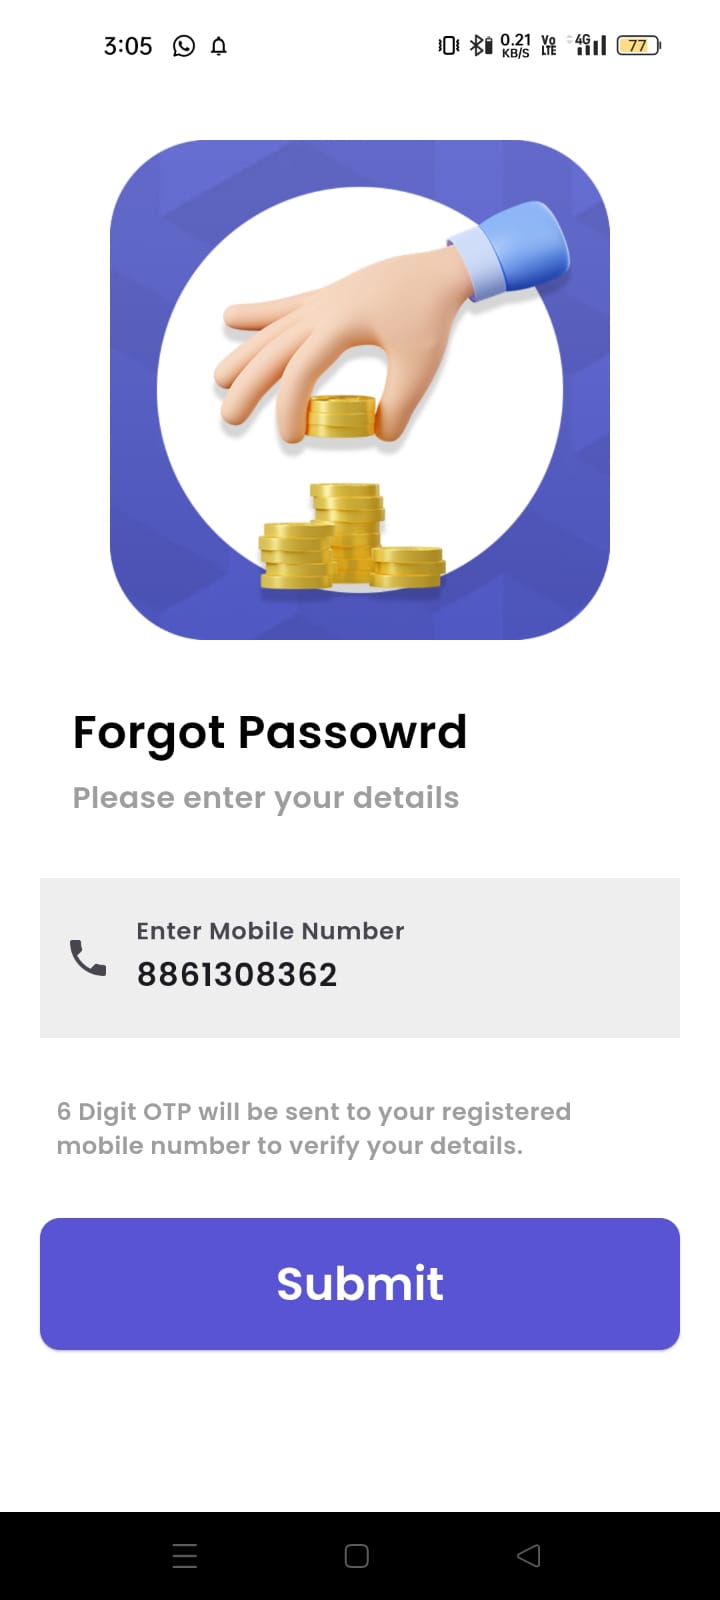 3:05
0.21
KB/S
Vo
LTE
4G
77
Forgot Passowrd
Please enter your details
Enter Mobile Number
8861308362
6 Digit OTP will be sent to your registered
mobile number to verify your details.
Submit